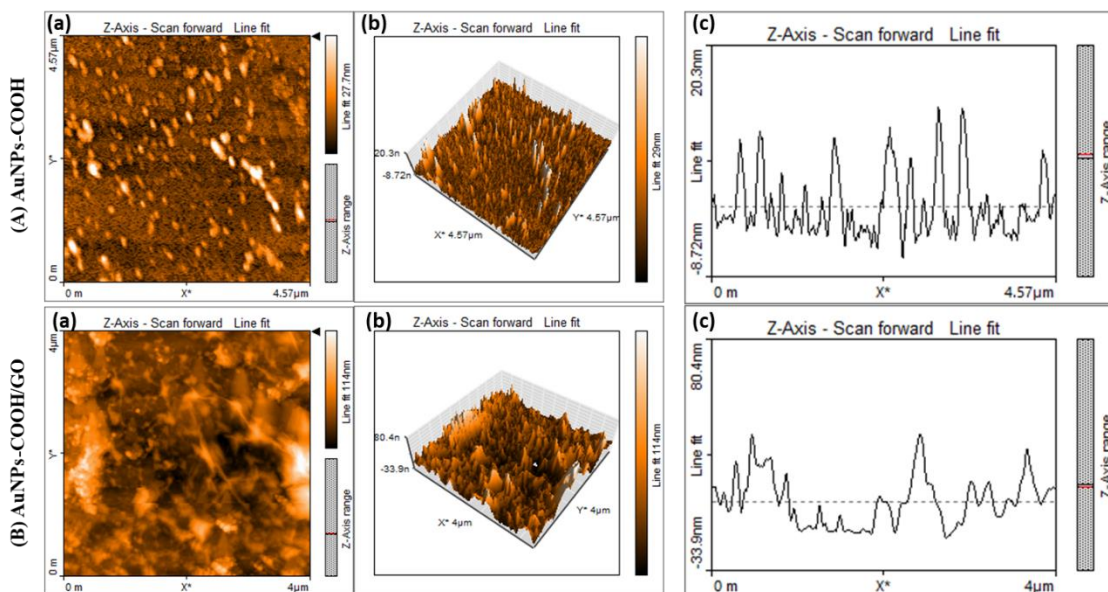 (A) AuNPs-COOH
(a)
Z-Axis - Scan forward Line fit
4.57µm
Y*
0 m
0 m X* 4.57µm
Line fit 27.7nm
Z-Axis range
(b)
Z-Axis - Scan forward Line fit
20.3n
-8.72n
X* 4.57µm
Y* 4.57µm
Line fit 29nm
(c)
Z-Axis - Scan forward Line fit
20.3nm
Line fit
-8.72nm
0 m X* 4.57µm
Z-Axis range
(B) AuNPs-COOH/GO
(a)
Z-Axis - Scan forward Line fit
4µm
Y*
0 m
0 m X* 4µm
Line fit 114nm
Z-Axis range
(b)
Z-Axis - Scan forward Line fit
80.4n
-33.9n
X* 4µm
Y* 4µm
Line fit 114nm
(c)
Z-Axis - Scan forward Line fit
80.4nm
Line fit
-33.9nm
0 m X* 4µm
Z-Axis range